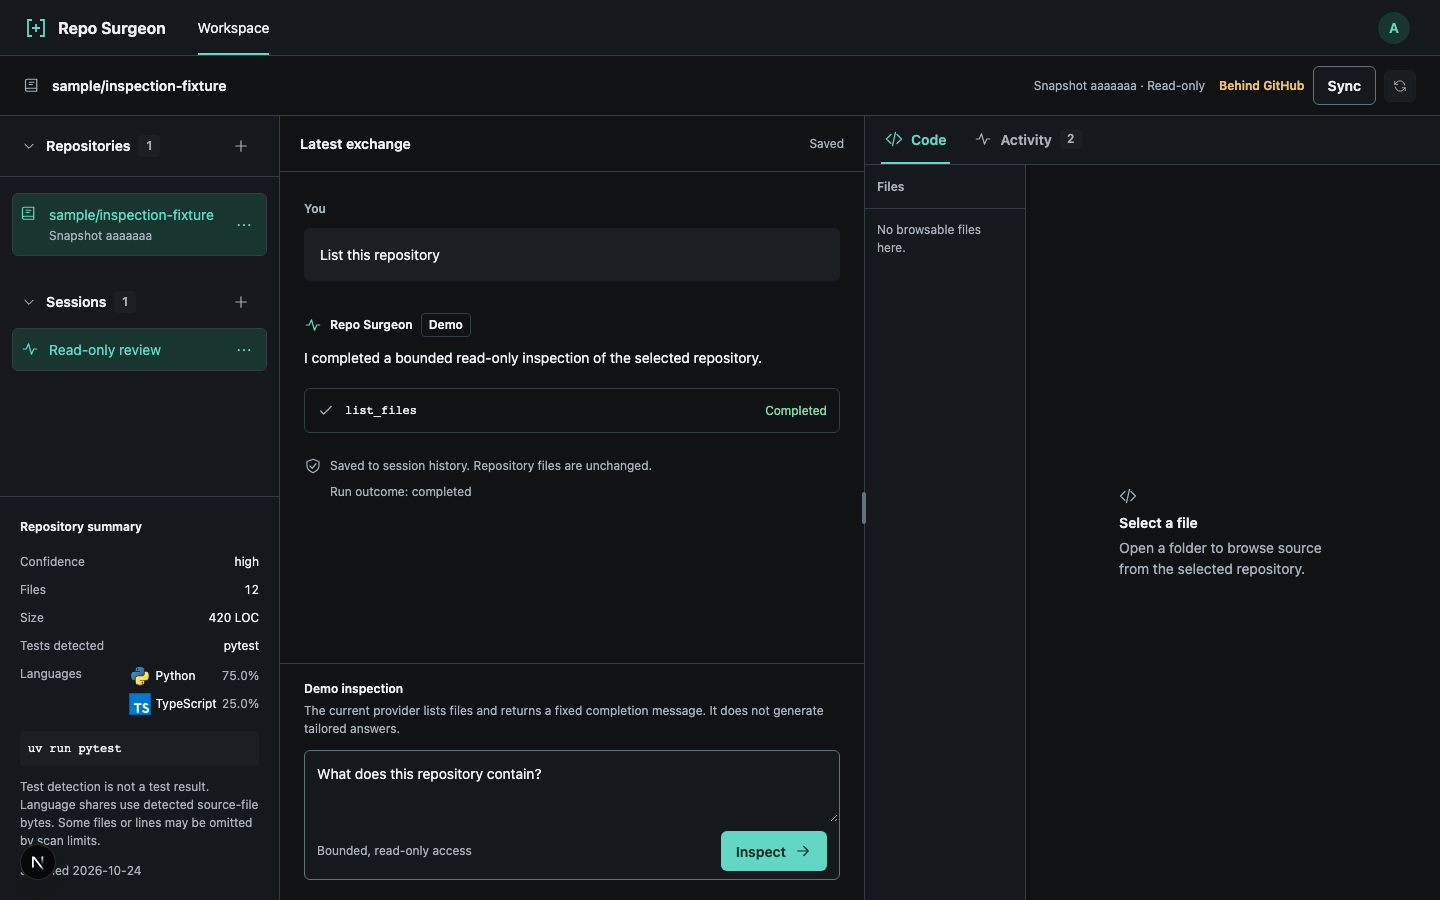 [+] Repo Surgeon
Workspace
A
sample/inspection-fixture
Snapshot aaaaaaa · Read-only
Behind GitHub
Sync
Repositories 1
sample/inspection-fixture
Snapshot aaaaaaa
Sessions 1
Read-only review
Repository summary
Confidence high
Files 12
Size 420 LOC
Tests detected pytest
Languages Python 75.0%
TS TypeScript 25.0%
uv run pytest
Test detection is not a test result.
Language shares use detected source-file
bytes. Some files or lines may be omitted
by scan limits.
N
2026-10-24
Latest exchange
Saved
You
List this repository
Repo Surgeon Demo
I completed a bounded read-only inspection of the selected repository.
list_files Completed
Saved to session history. Repository files are unchanged.
Run outcome: completed
Demo inspection
The current provider lists files and returns a fixed completion message. It does not generate
tailored answers.
What does this repository contain?
Bounded, read-only access
Inspect
Code
Activity 2
Files
No browsable files
here.
Select a file
Open a folder to browse source
from the selected repository.